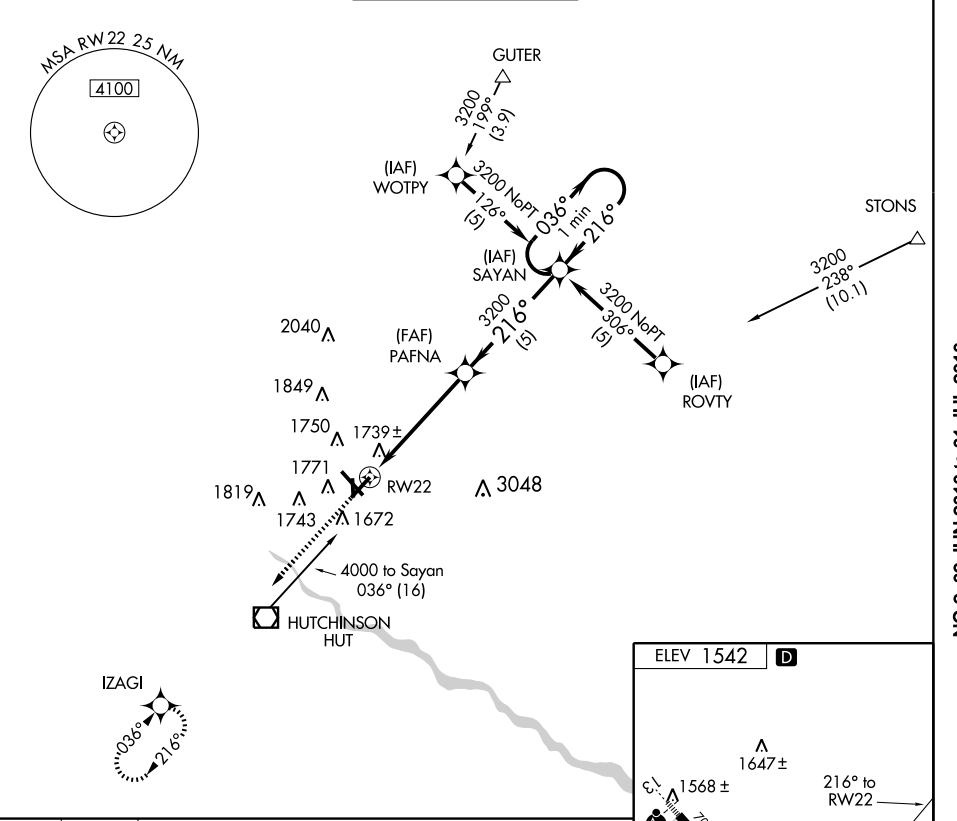 MSA RW 22 25 NM
4100
GUTER
3200
199°
(3.9)
(IAF)
WOTPY
3200 NoPT
126°
(5)
036°
1 min
216°
(IAF)
SAYAN
STONS
3200
238°
(10.1)
3200
216°
(5)
3200 NoPT
306°
(5)
(IAF)
ROVTY
(FAF)
PAFNA
2040
1849
1750
1739±
1771
RW22
3048
1819
1743
1672
4000 to Sayan
036° (16)
HUTCHINSON
HUT
IZAGI
036°
216°
ELEV 1542
D
1647±
1568±
216° to
RW22
13